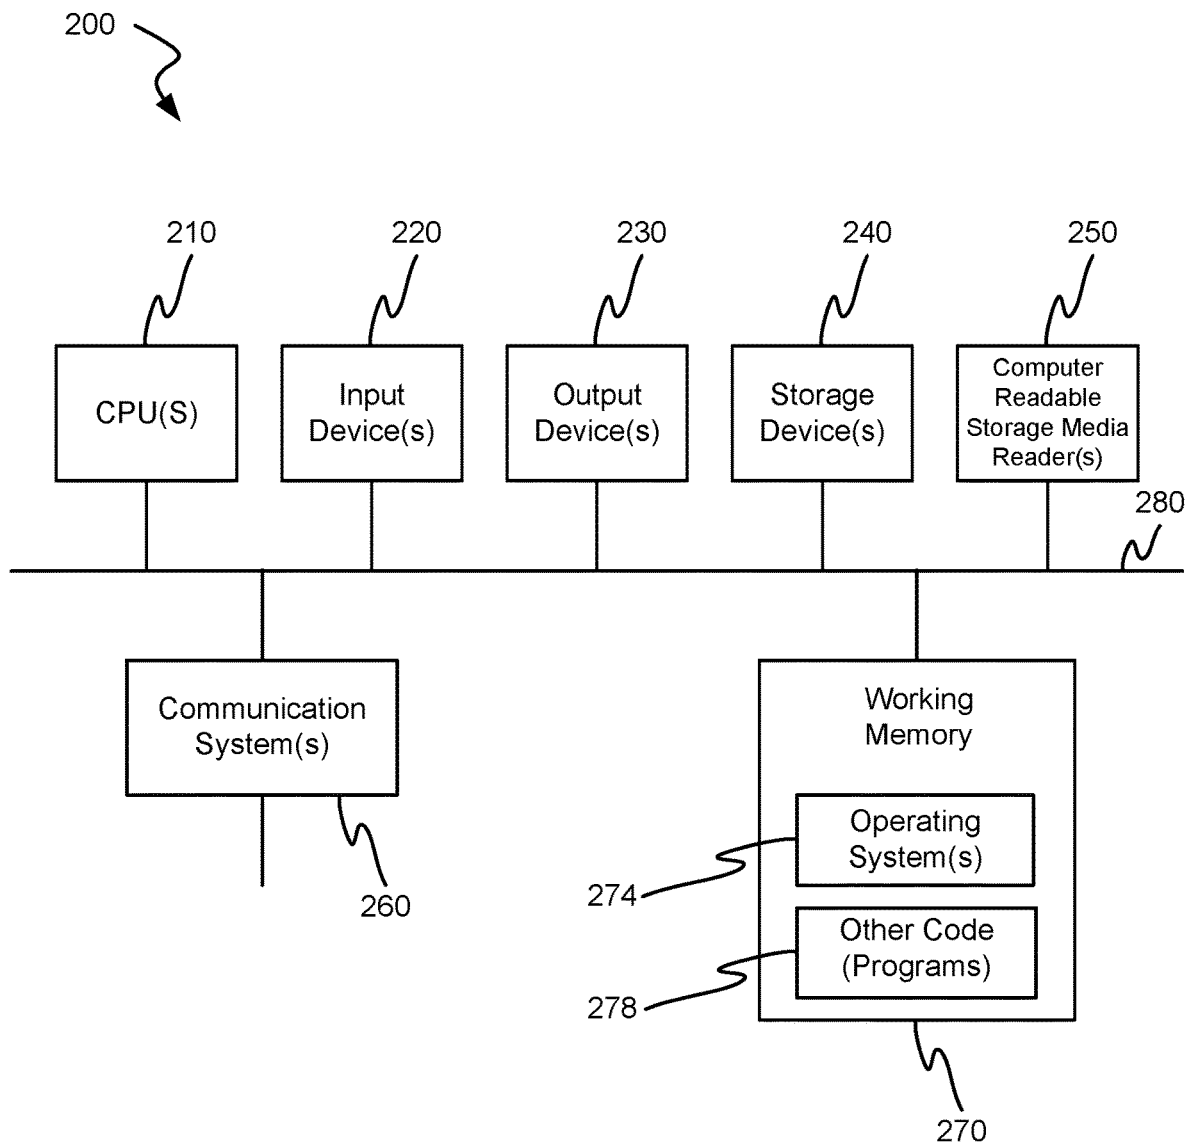 200
210
220
230
240
250
CPU(S)
Input
Device(s)
Output
Device(s)
Storage
Device(s)
Computer
Readable
Storage Media
Reader(s)
280
Communication
System(s)
260
Working
Memory
Operating
System(s)
274
Other Code
(Programs)
278
270